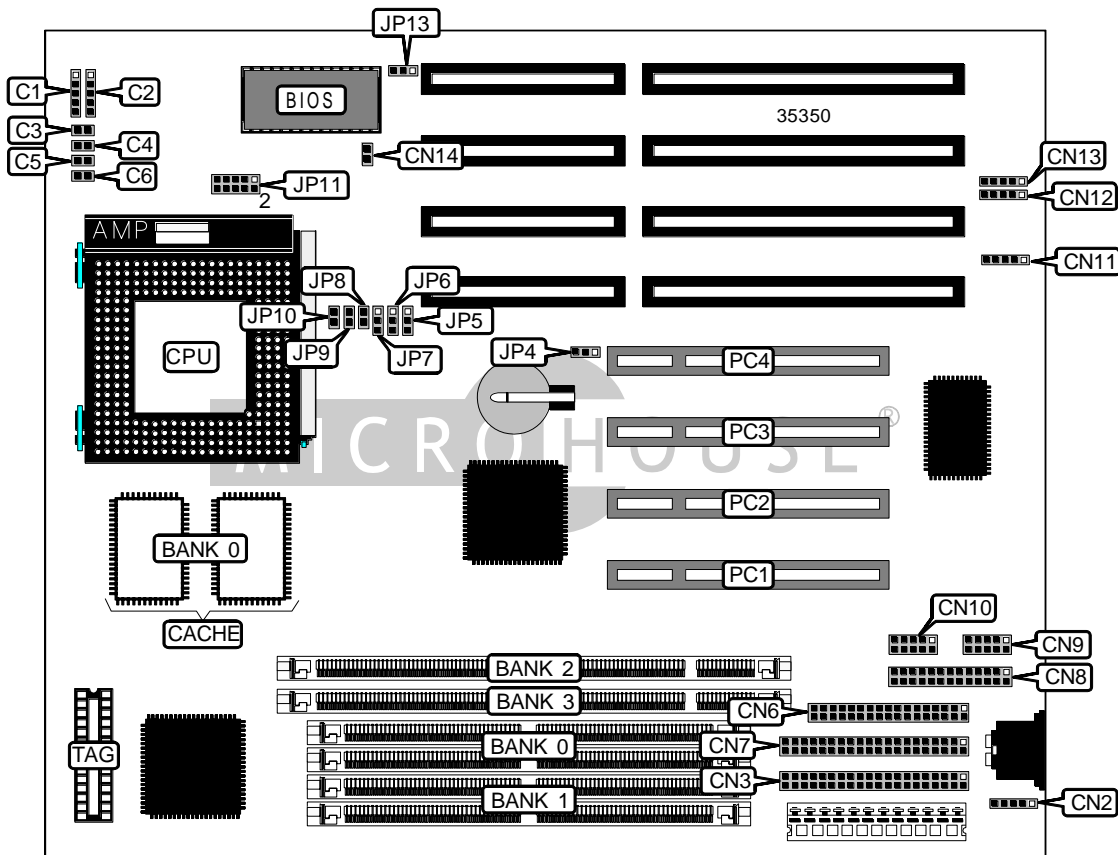 JP13
C1
C2
BIOS
35350
C3
C4
CN14
CN13
C5
C6
JP11
2
CN12
AMP
CN11
JP8
JP6
JP10
JP5
JP9
JP7
JP4
CPU
PC4
MICROHOUSE®
PC3
PC2
BANK 0
PC1
CACHE
CN10
CN9
BANK 2
CN8
BANK 3
CN6
TAG
BANK 0
CN7
CN3
BANK 1
CN2